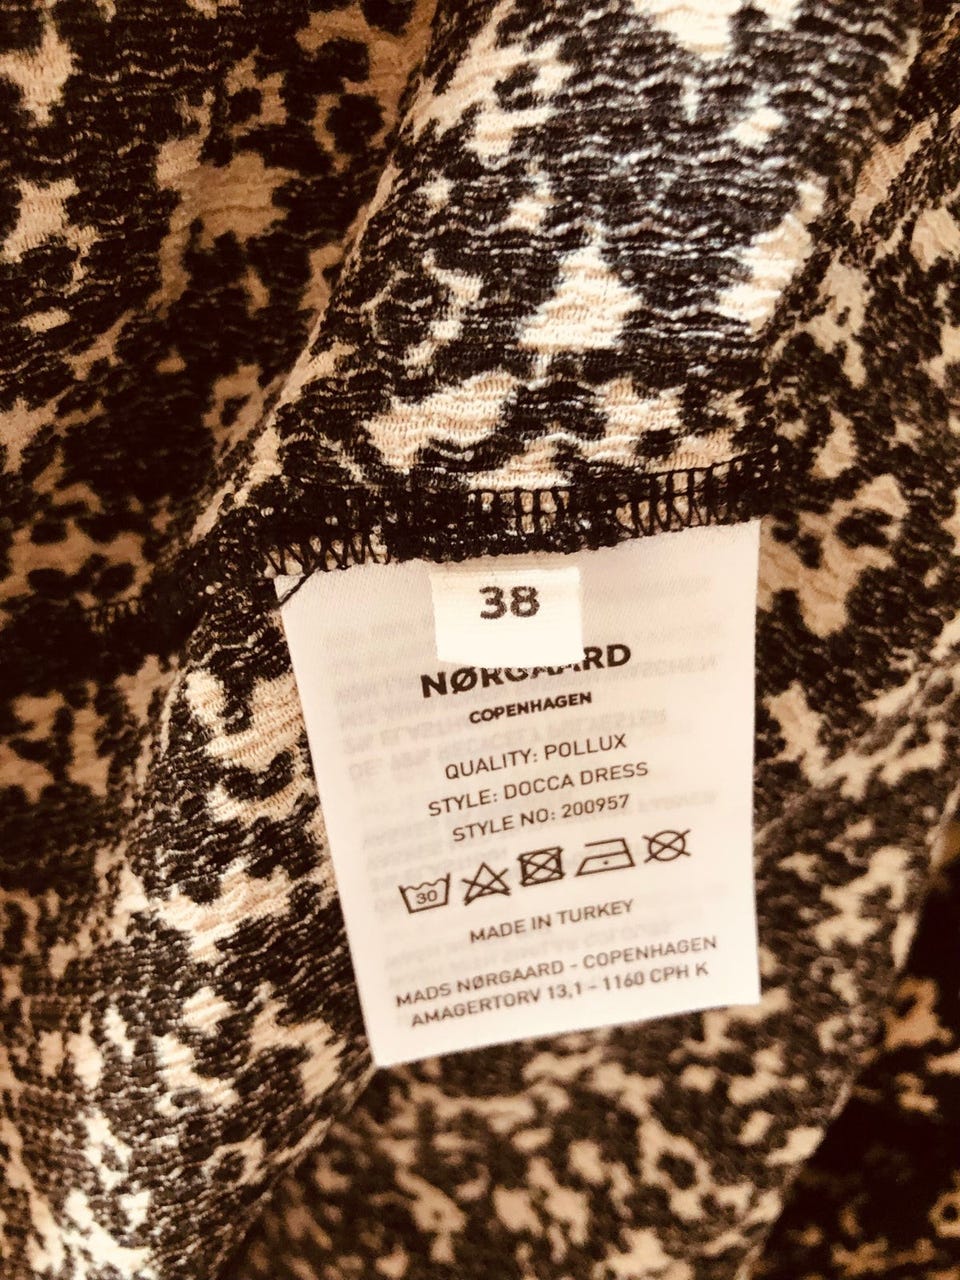 38
NØRGAARD
COPENHAGEN
QUALITY: POLLUX
STYLE: DOCCA DRESS
STYLE NO: 200957
30
MADE IN TURKEY
MADS NØRGAARD - COPENHAGEN
AMAGERTORV 13,1 - 1160 CPH K